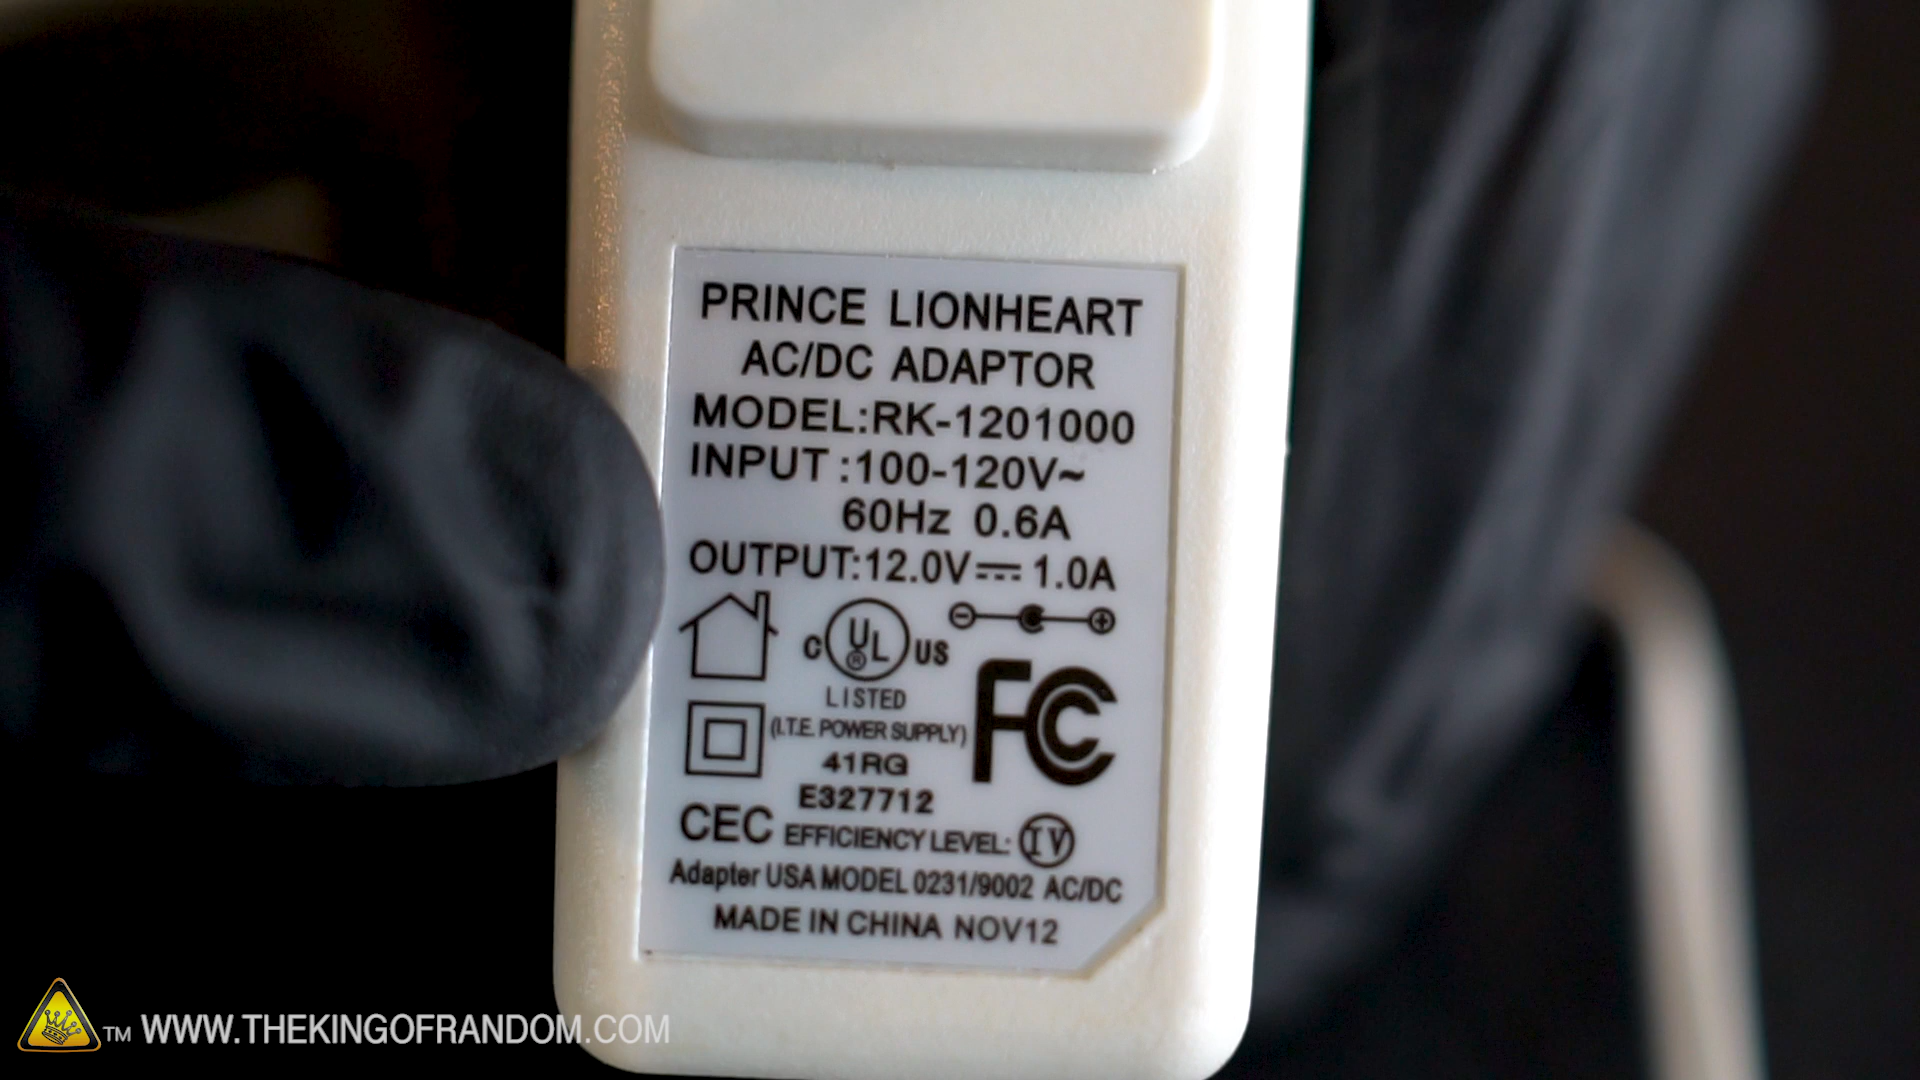 PRINCE LIONHEART
AC/DC ADAPTOR
MODEL:RK-1201000
INPUT :100-120V~
60Hz 0.6A
OUTPUT:12.0V⎓1.0A
C UL® US
LISTED
FC
(I.T.E. POWER SUPPLY)
41RG
E327712
CEC EFFICIENCY LEVEL: IV
Adapter USA MODEL 0231/9002 AC/DC
MADE IN CHINA NOV12
TM WWW.THEKINGOFRANDOM.COM